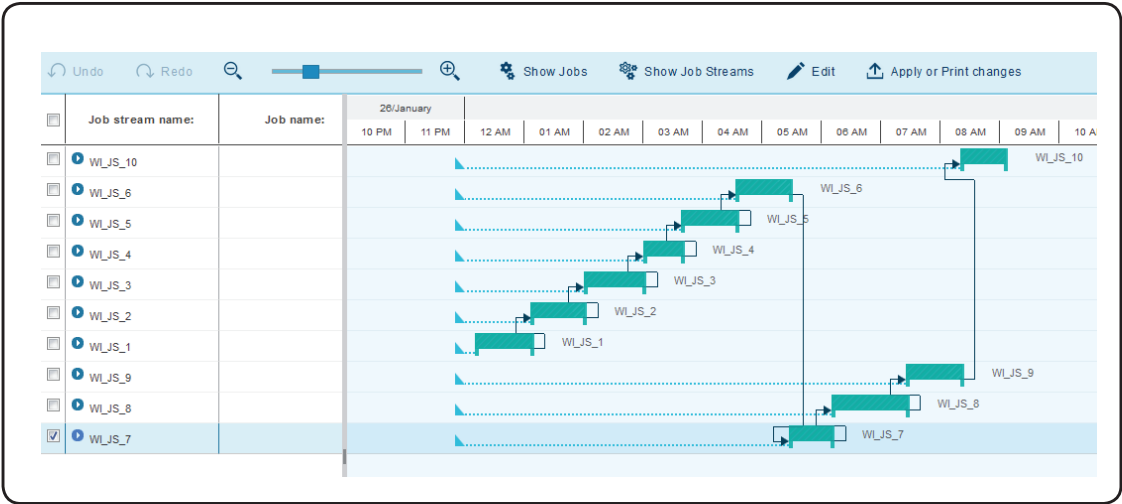 Undo Redo Show Jobs Show Job Streams Edit Apply or Print changes
Job stream name: Job name: 26/January
10 PM 11 PM 12 AM 01 AM 02 AM 03 AM 04 AM 05 AM 06 AM 07 AM 08 AM 09 AM 10 A
WI_JS_10 WI_JS_10
WI_JS_6 WI_JS_6
WI_JS_5 WI_JS_5
WI_JS_4 WI_JS_4
WI_JS_3 WI_JS_3
WI_JS_2 WI_JS_2
WI_JS_1 WI_JS_1
WI_JS_9 WI_JS_9
WI_JS_8 WI_JS_8
WI_JS_7 WI_JS_7